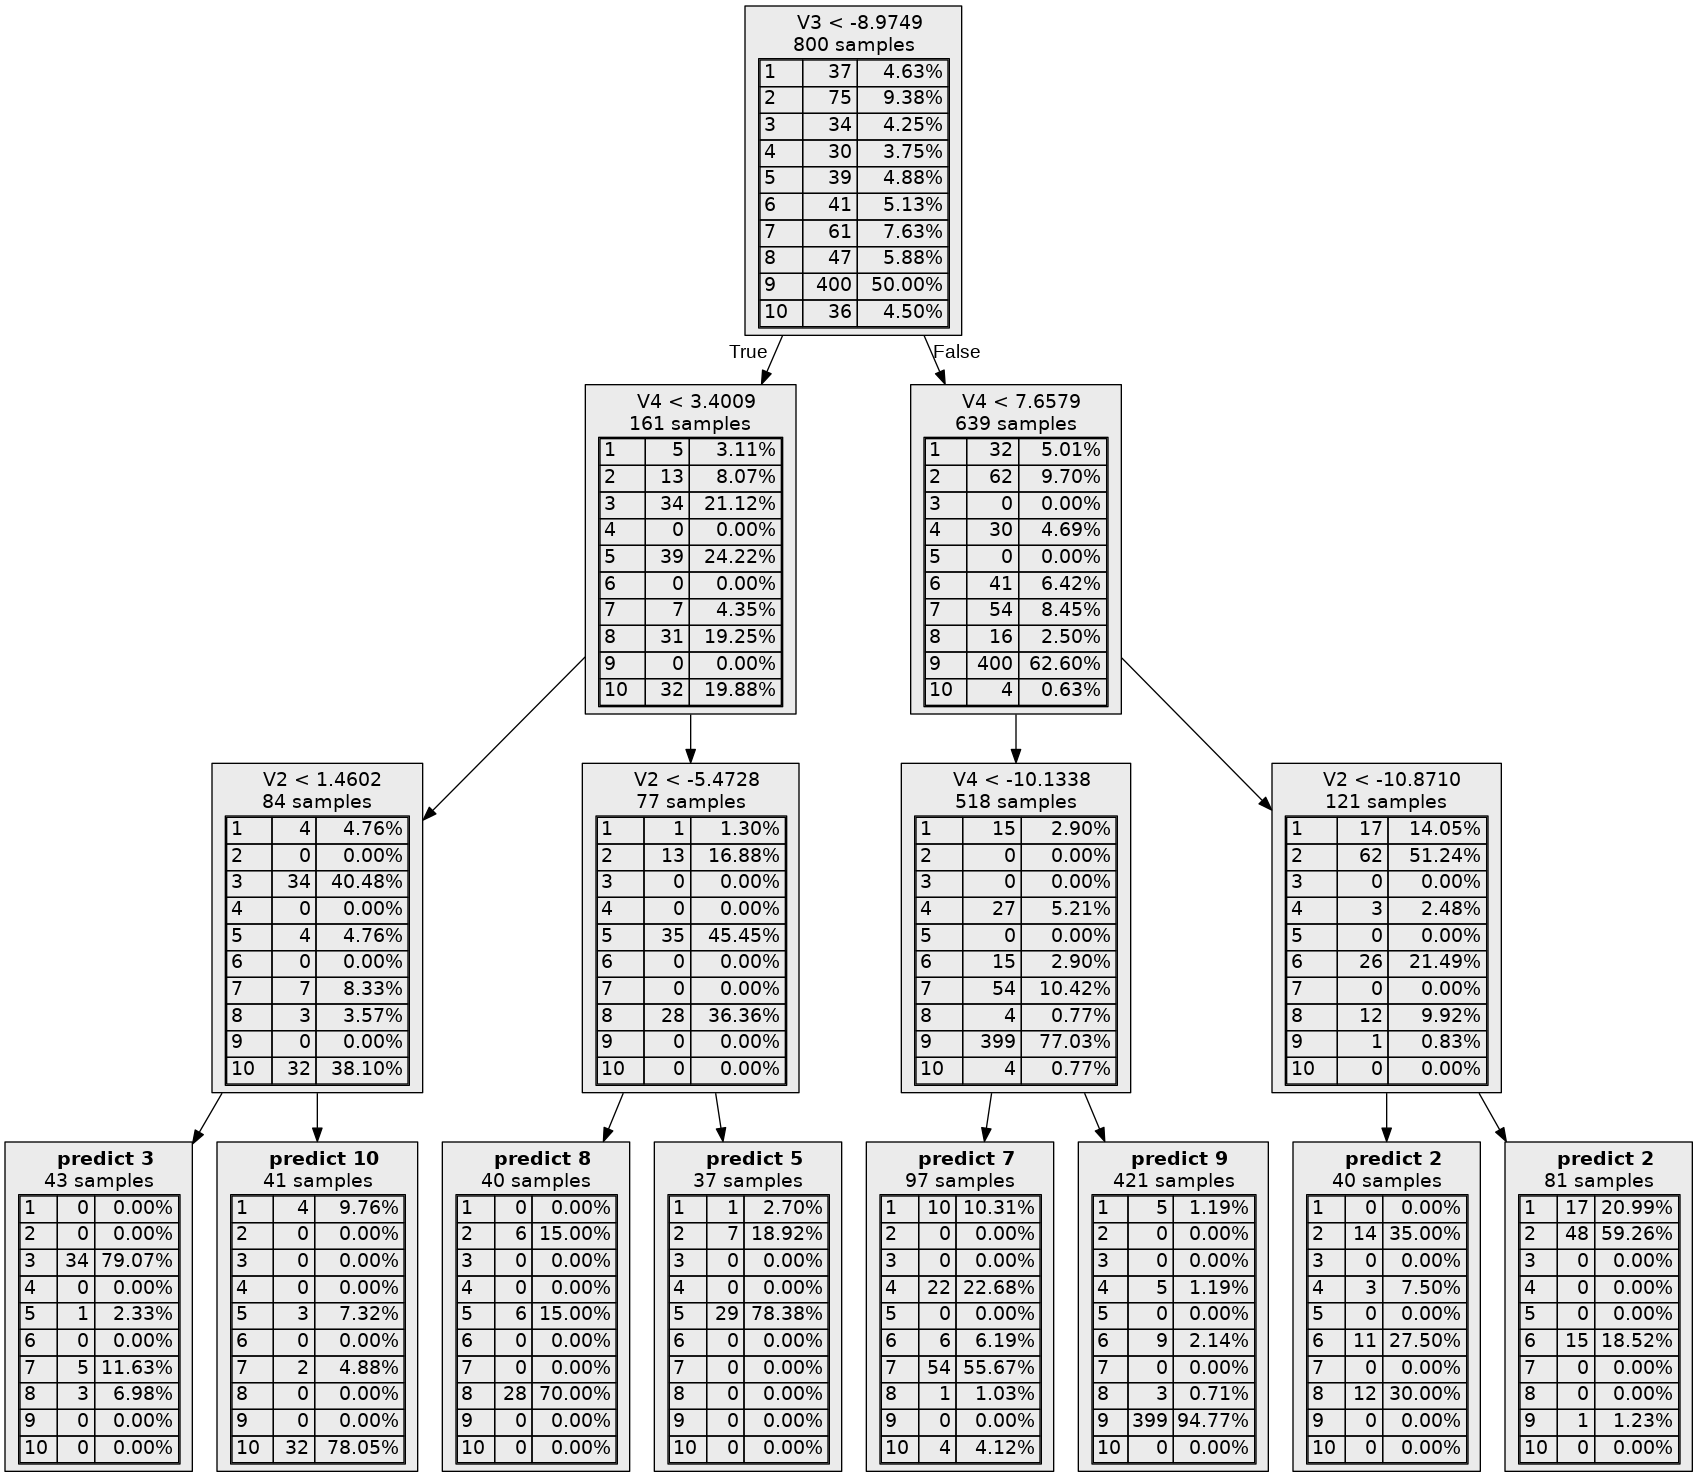 V3 < -8.9749
800 samples
1 37 4.63%
2 75 9.38%
3 34 4.25%
4 30 3.75%
5 39 4.88%
6 41 5.13%
7 61 7.63%
8 47 5.88%
9 400 50.00%
10 36 4.50%
True
False
V4 < 3.4009
161 samples
1 5 3.11%
2 13 8.07%
3 34 21.12%
4 0 0.00%
5 39 24.22%
6 0 0.00%
7 7 4.35%
8 31 19.25%
9 0 0.00%
10 32 19.88%
V4 < 7.6579
639 samples
1 32 5.01%
2 62 9.70%
3 0 0.00%
4 30 4.69%
5 0 0.00%
6 41 6.42%
7 54 8.45%
8 16 2.50%
9 400 62.60%
10 4 0.63%
V2 < 1.4602
84 samples
1 4 4.76%
2 0 0.00%
3 34 40.48%
4 0 0.00%
5 4 4.76%
6 0 0.00%
7 7 8.33%
8 3 3.57%
9 0 0.00%
10 32 38.10%
V2 < -5.4728
77 samples
1 1 1.30%
2 13 16.88%
3 0 0.00%
4 0 0.00%
5 35 45.45%
6 0 0.00%
7 0 0.00%
8 28 36.36%
9 0 0.00%
10 0 0.00%
V4 < -10.1338
518 samples
1 15 2.90%
2 0 0.00%
3 0 0.00%
4 27 5.21%
5 0 0.00%
6 15 2.90%
7 54 10.42%
8 4 0.77%
9 399 77.03%
10 4 0.77%
V2 < -10.8710
121 samples
1 17 14.05%
2 62 51.24%
3 0 0.00%
4 3 2.48%
5 0 0.00%
6 26 21.49%
7 0 0.00%
8 12 9.92%
9 1 0.83%
10 0 0.00%
predict 3
43 samples
1 0 0.00%
2 0 0.00%
3 34 79.07%
4 0 0.00%
5 1 2.33%
6 0 0.00%
7 5 11.63%
8 3 6.98%
9 0 0.00%
10 0 0.00%
predict 10
41 samples
1 4 9.76%
2 0 0.00%
3 0 0.00%
4 0 0.00%
5 3 7.32%
6 0 0.00%
7 2 4.88%
8 0 0.00%
9 0 0.00%
10 32 78.05%
predict 8
40 samples
1 0 0.00%
2 6 15.00%
3 0 0.00%
4 0 0.00%
5 6 15.00%
6 0 0.00%
7 0 0.00%
8 28 70.00%
9 0 0.00%
10 0 0.00%
predict 5
37 samples
1 1 2.70%
2 7 18.92%
3 0 0.00%
4 0 0.00%
5 29 78.38%
6 0 0.00%
7 0 0.00%
8 0 0.00%
9 0 0.00%
10 0 0.00%
predict 7
97 samples
1 10 10.31%
2 0 0.00%
3 0 0.00%
4 22 22.68%
5 0 0.00%
6 6 6.19%
7 54 55.67%
8 1 1.03%
9 0 0.00%
10 4 4.12%
predict 9
421 samples
1 5 1.19%
2 0 0.00%
3 0 0.00%
4 5 1.19%
5 0 0.00%
6 9 2.14%
7 0 0.00%
8 3 0.71%
9 399 94.77%
10 0 0.00%
predict 2
40 samples
1 0 0.00%
2 14 35.00%
3 0 0.00%
4 3 7.50%
5 0 0.00%
6 11 27.50%
7 0 0.00%
8 12 30.00%
9 0 0.00%
10 0 0.00%
predict 2
81 samples
1 17 20.99%
2 48 59.26%
3 0 0.00%
4 0 0.00%
5 0 0.00%
6 15 18.52%
7 0 0.00%
8 0 0.00%
9 1 1.23%
10 0 0.00%